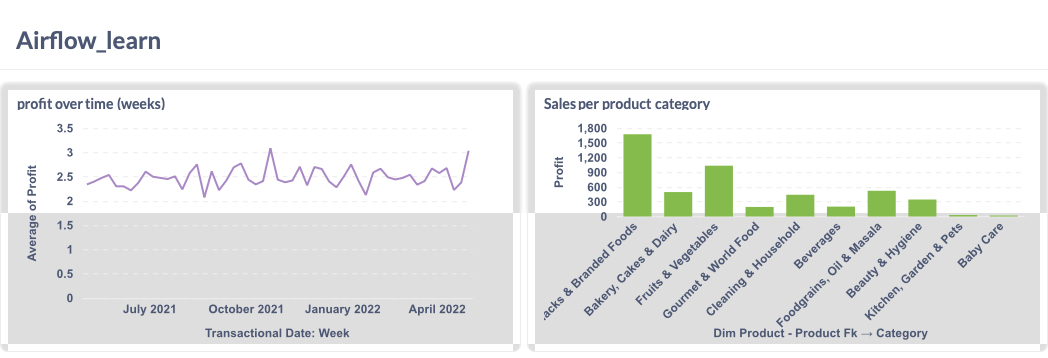 Airflow_learn
profit over time (weeks)
3.5
3
2.5
2
1.5
1
0.5
0
Average of Profit
July 2021
October 2021
January 2022
April 2022
Transactional Date: Week
Sales per product category
1,800
1,500
1,200
900
600
300
0
Profit
& Branded Foods
Bakery, Cakes & Dairy
Fruits & Vegetables
Gourmet & World Food
Cleaning & Household
Beverages
Foodgrains, Oil & Masala
Beauty & Hygiene
Kitchen, Garden & Pets
Baby Care
Dim Product - Product Fk → Category